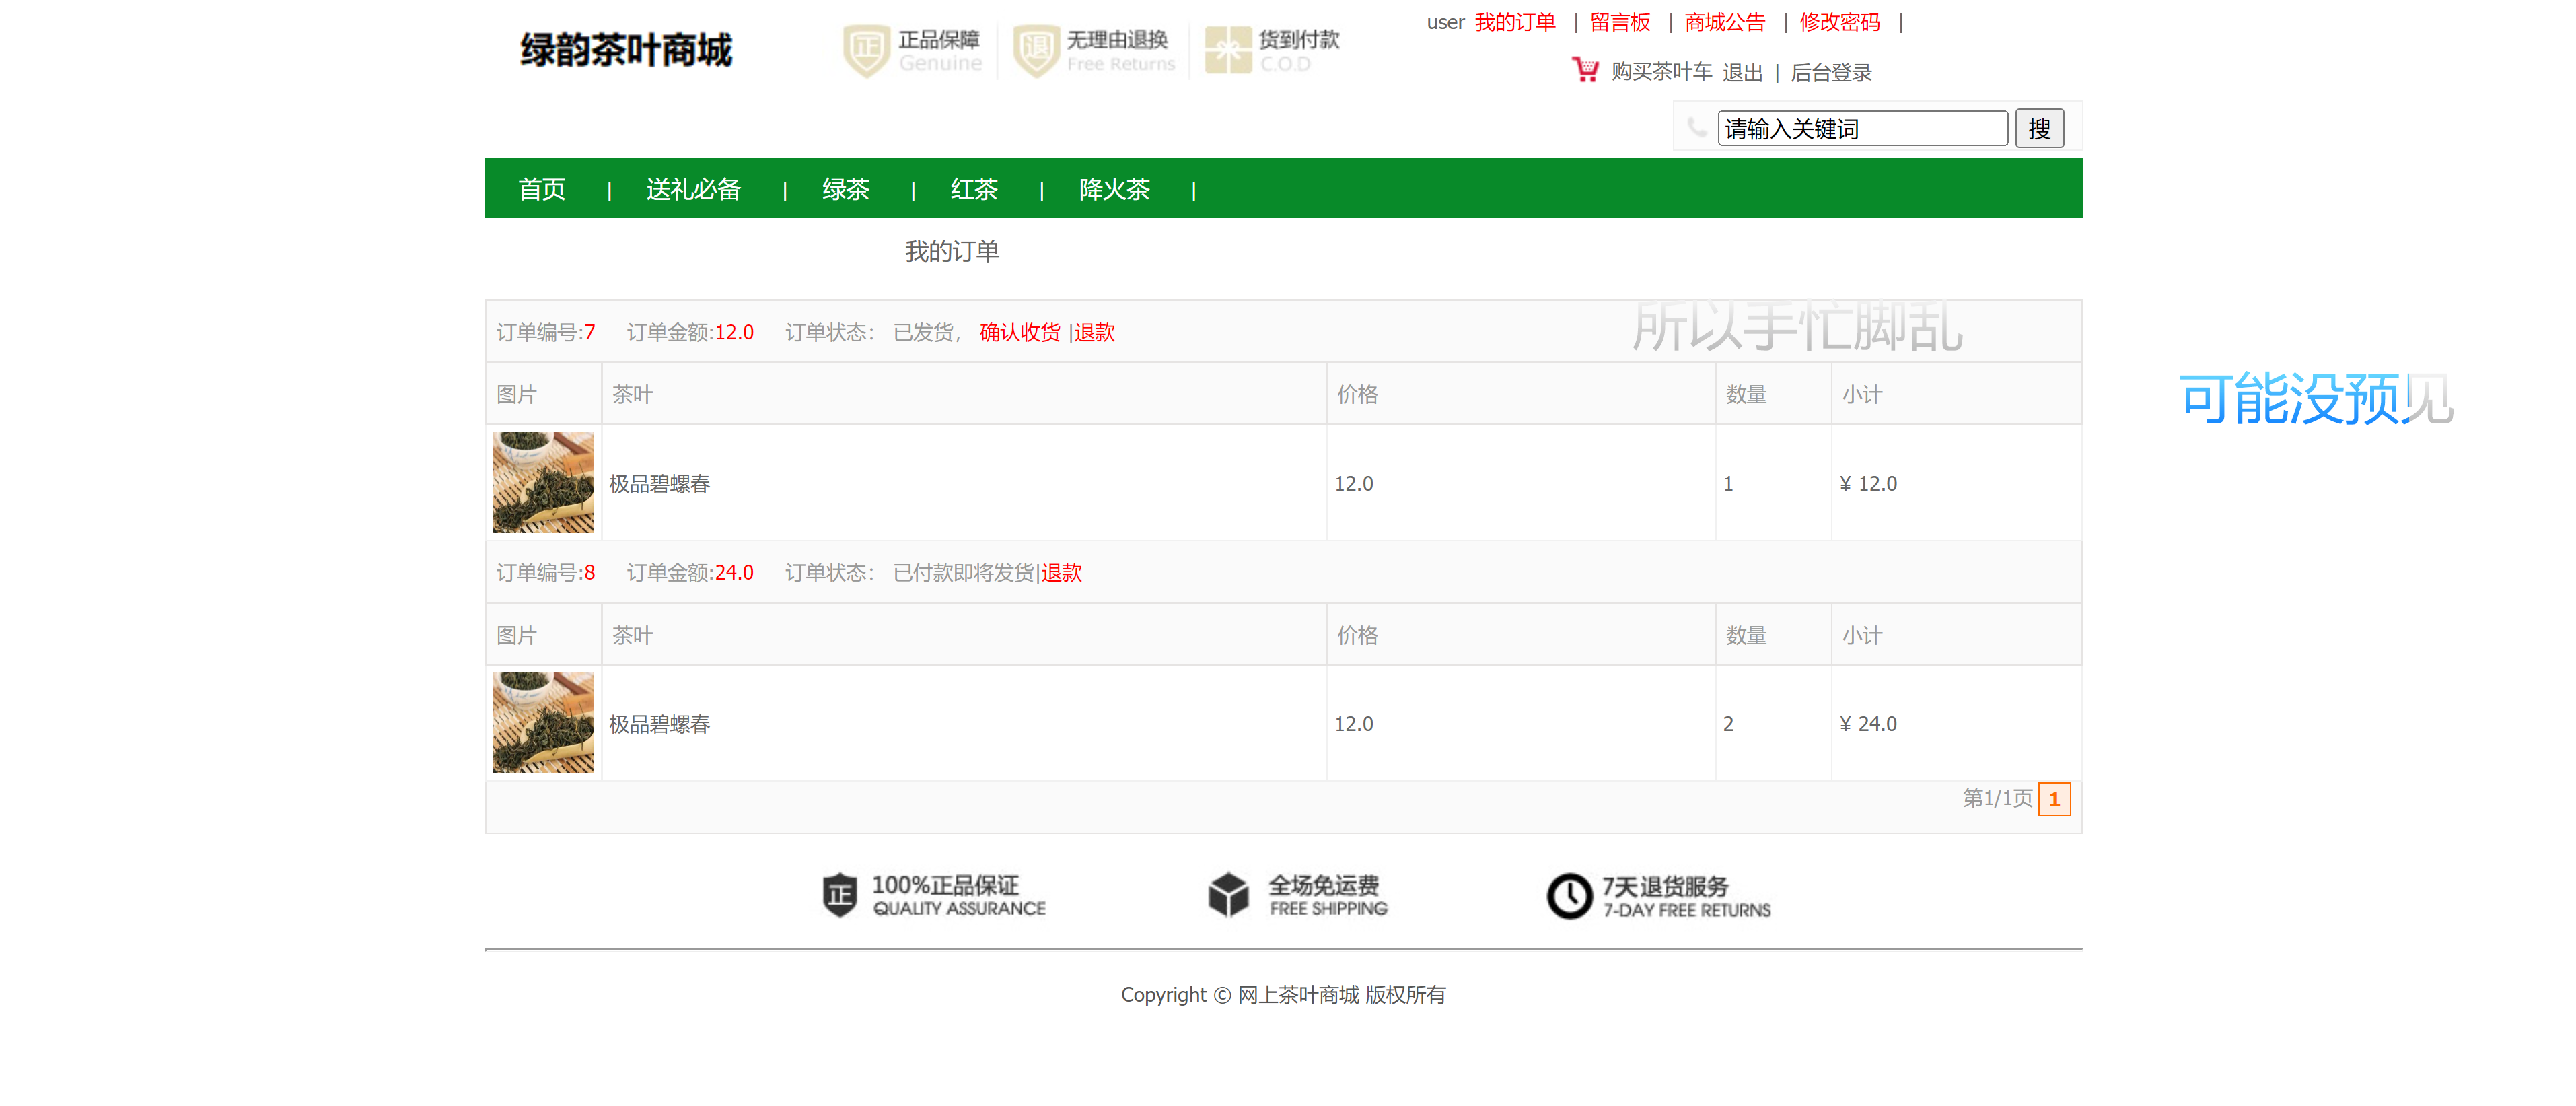 绿韵茶叶商城
正品保障
Genuine
无理由退换
Free Returns
货到付款
C.O.D
user 我的订单 | 留言板 | 商城公告 | 修改密码 |
购买茶叶车 退出 | 后台登录
请输入关键词 搜
首页 | 送礼必备 | 绿茶 | 红茶 | 降火茶 |
我的订单
所以手忙脚乱
订单编号:7 订单金额:12.0 订单状态： 已发货， 确认收货 |退款
可能没预见
图片 茶叶 价格 数量 小计
极品碧螺春 12.0 1 ¥ 12.0
订单编号:8 订单金额:24.0 订单状态： 已付款即将发货|退款
图片 茶叶 价格 数量 小计
极品碧螺春 12.0 2 ¥ 24.0
第1/1页 1
正 100%正品保证
QUALITY ASSURANCE
全场免运费
FREE SHIPPING
7天退货服务
7-DAY FREE RETURNS
Copyright © 网上茶叶商城 版权所有